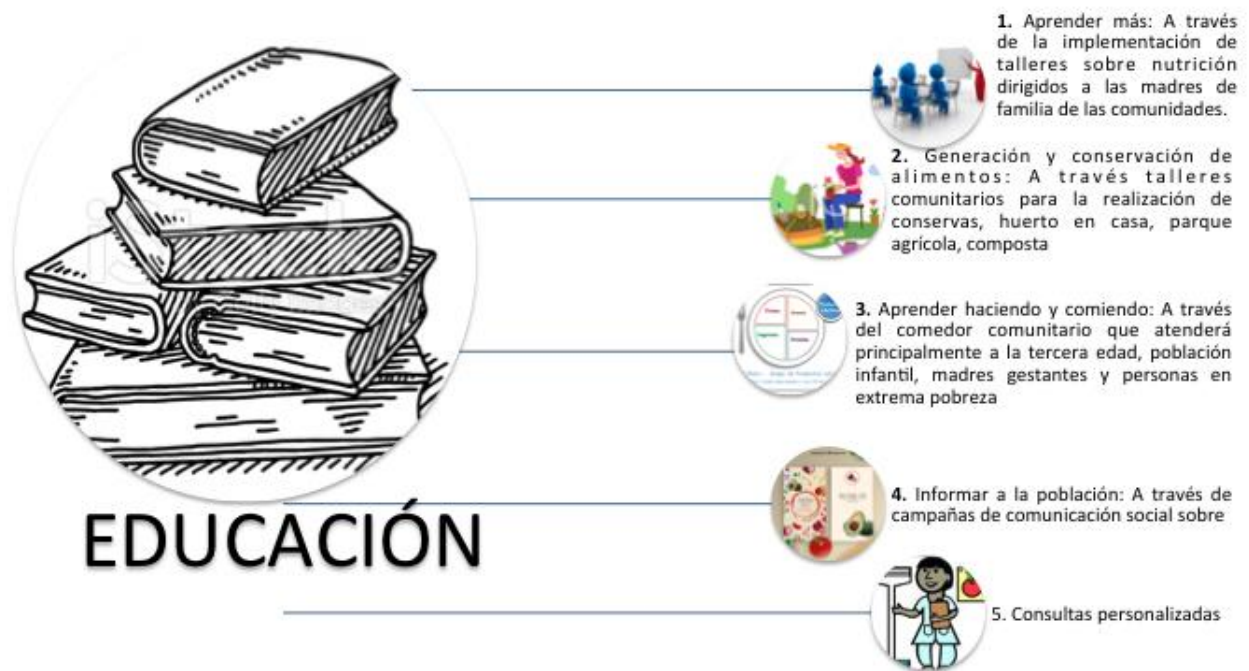 1. Aprender más: A través
de la implementación de
talleres sobre nutrición
dirigidos a las madres de
familia de las comunidades.
2. Generación y conservación de
alimentos: A través talleres
comunitarios para la realización de
conservas, huerto en casa, parque
agrícola, composta
3. Aprender haciendo y comiendo: A través
del comedor comunitario que atenderá
principalmente a la tercera edad, población
infantil, madres gestantes y personas en
extrema pobreza
4. Informar a la población: A través de
campañas de comunicación social sobre
EDUCACIÓN
5. Consultas personalizadas